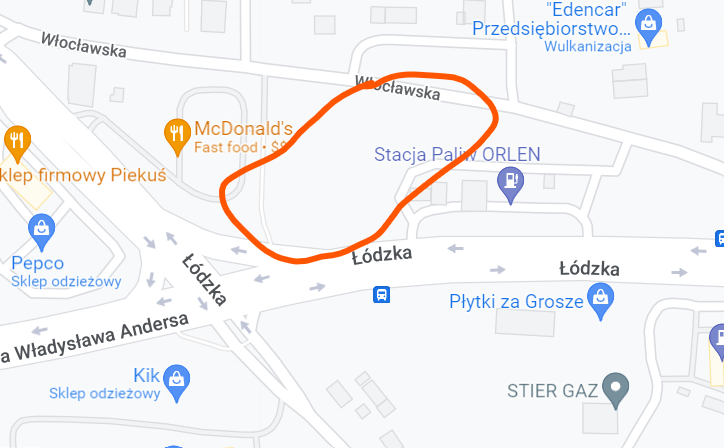 "Edencar"
Przedsiębiorstwo...
Wulkanizacja
Włocławska
Włocławska
McDonald's
Fast food • $$
Stacja Paliw ORLEN
klep firmowy Piekuś
Pepco
Sklep odzieżowy
Łódzka
Łódzka
Łódzka
Płytki za Grosze
a Władysława Andersa
Kik
Sklep odzieżowy
STIER GAZ